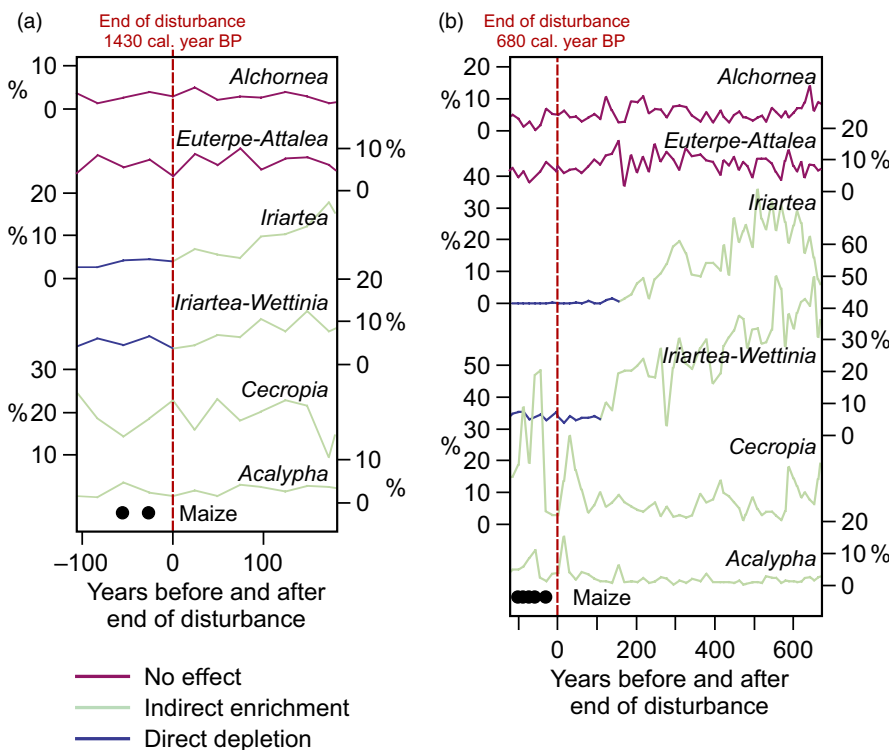 (a)
End of disturbance
1430 cal. year BP
10
%
0
Alchornea
Euterpe-Attalea
10 %
0
20
%
10
0
Iriartea
20
Iriartea-Wettinia
10 %
0
30
% 20
10
Cecropia
10
%
0
Acalypha
Maize
–100
0
100
Years before and after
end of disturbance
(b)
End of disturbance
680 cal. year BP
20
% 10
0
Alchornea
20
Euterpe-Attalea
10 %
0
40
30
%
20
10
0
Iriartea
60
50
40
30 %
20
10
0
Iriartea-Wettinia
50
40
30
%
20
10
0
Cecropia
20
10 %
0
Acalypha
Maize
0
200
400
600
Years before and after
end of disturbance
No effect
Indirect enrichment
Direct depletion